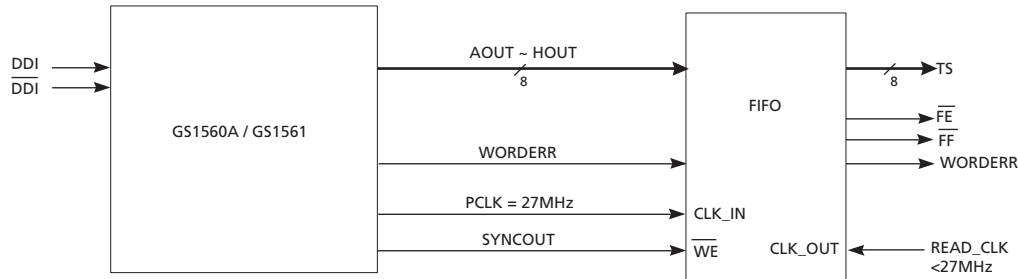 DDI
DDI
GS1560A / GS1561
AOUT ~ HOUT
8
WORDERR
PCLK = 27MHz
SYNCOUT
FIFO
CLK_IN
WE
CLK_OUT
8
TS
FE
FF
WORDERR
READ_CLK
<27MHz